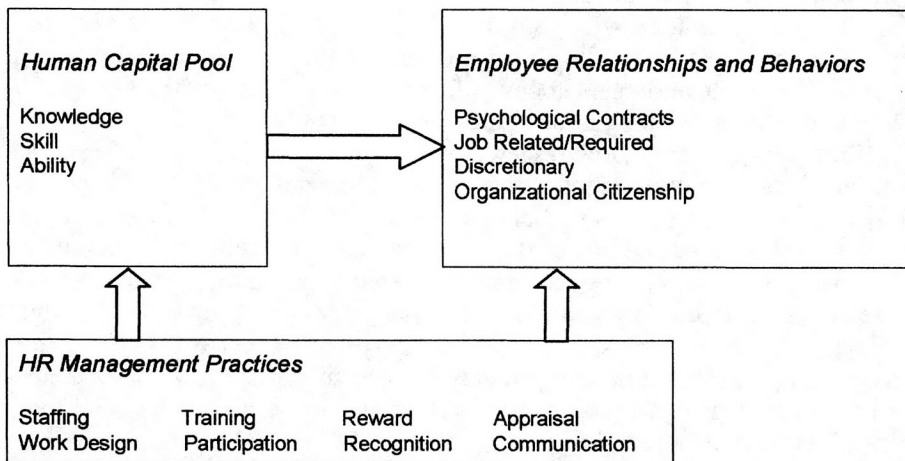 Human Capital Pool
Knowledge
Skill
Ability
Employee Relationships and Behaviors
Psychological Contracts
Job Related/Required
Discretionary
Organizational Citizenship
HR Management Practices
Staffing Training Reward Appraisal
Work Design Participation Recognition Communication